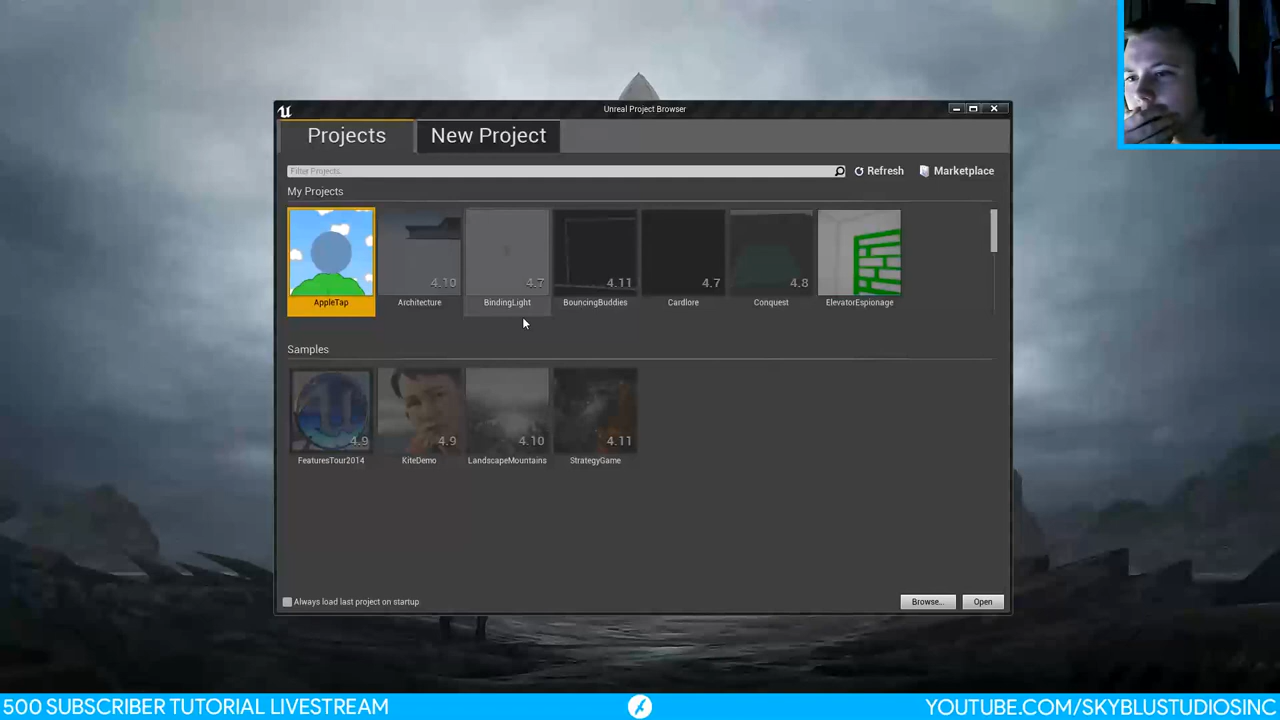 Unreal Project Browser
Projects
New Project
Filter Projects.
Refresh
Marketplace
My Projects
4.10
4.7
4.11
4.7
4.8
AppleTap
Architecture
BindingLight
BouncingBuddies
Cardlore
Conquest
ElevatorEspionage
Samples
4.9
4.9
4.10
4.11
FeaturesTour2014
KiteDemo
LandscapeMountains
StrategyGame
Always load last project on startup
Browse...
Open
500 SUBSCRIBER TUTORIAL LIVESTREAM
YOUTUBE.COM/SKYBLUSTUDIOSINC